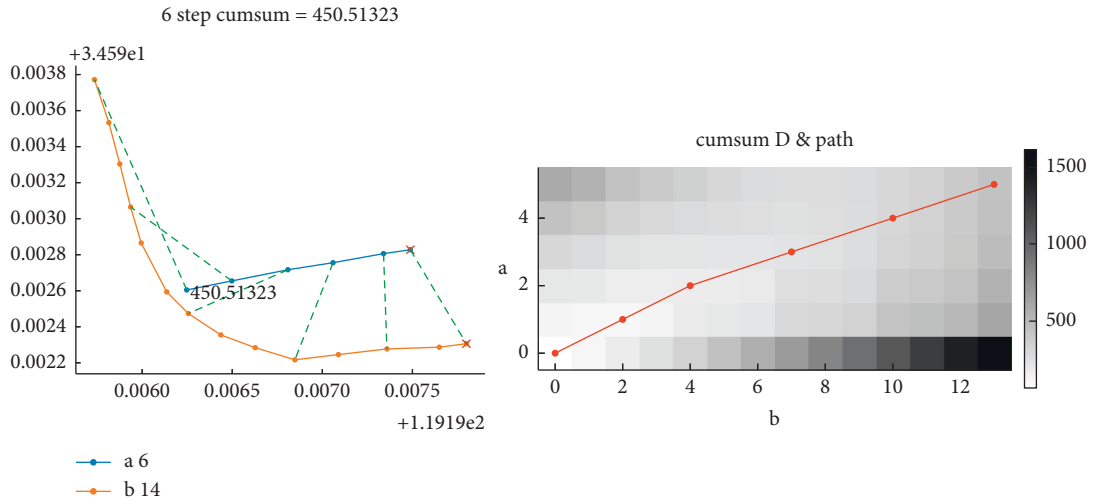 6 step cumsum = 450.51323
+3.459e1
0.0038
0.0036
0.0034
0.0032
0.0030
0.0028
0.0026
0.0024
0.0022
450.51323
0.0060 0.0065 0.0070 0.0075
+1.1919e2
a 6
b 14
cumsum D & path
a
4
2
0
0 2 4 6 8 10 12
b
1500
1000
500